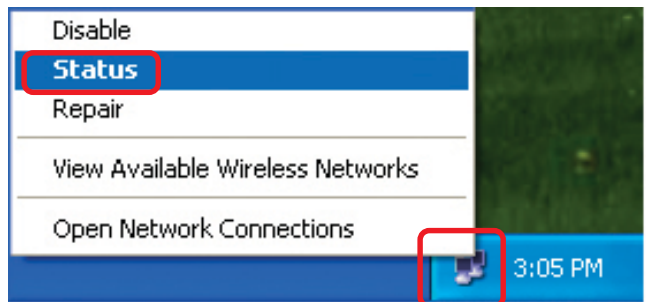 Disable
Status
Repair
View Available Wireless Networks
Open Network Connections
3:05 PM